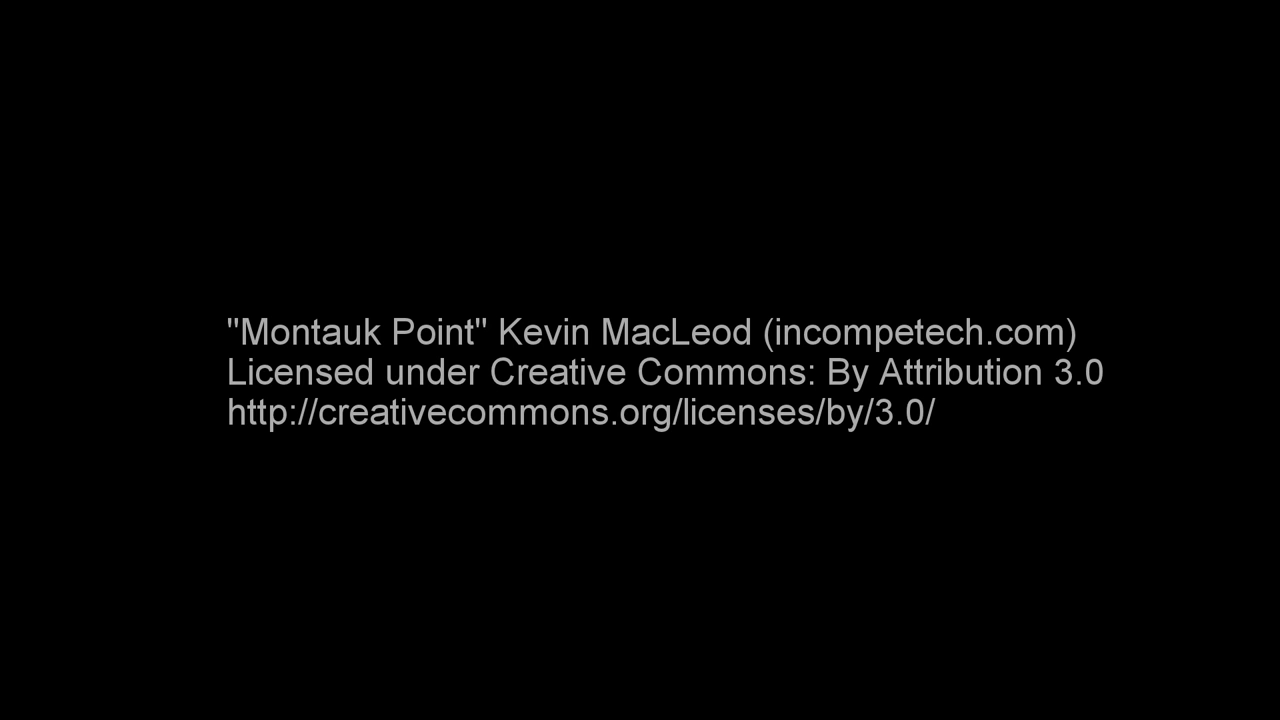 "Montauk Point" Kevin MacLeod (incompetech.com)
Licensed under Creative Commons: By Attribution 3.0
http://creativecommons.org/licenses/by/3.0/